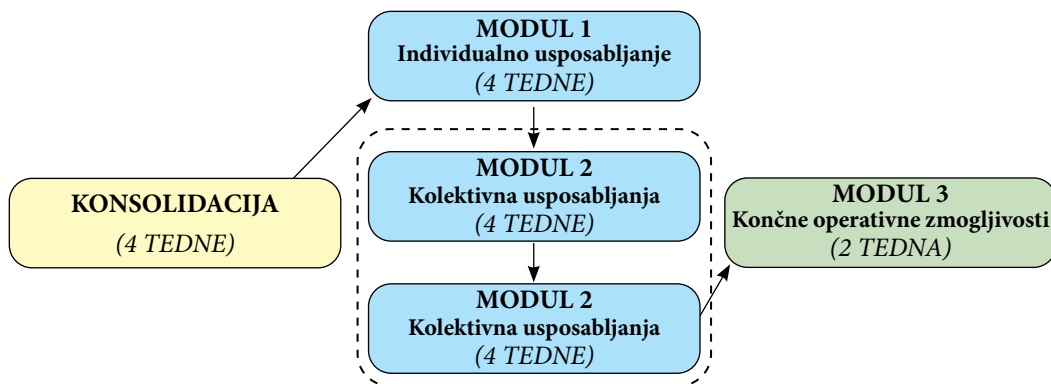 KONSOLIDACIJA
(4 TEDNE)
MODUL 1
Individualno usposabljanje
(4 TEDNE)
MODUL 2
Kolektivna usposabljanja
(4 TEDNE)
MODUL 2
Kolektivna usposabljanja
(4 TEDNE)
MODUL 3
Končne operativne zmogljivosti
(2 TEDNA)